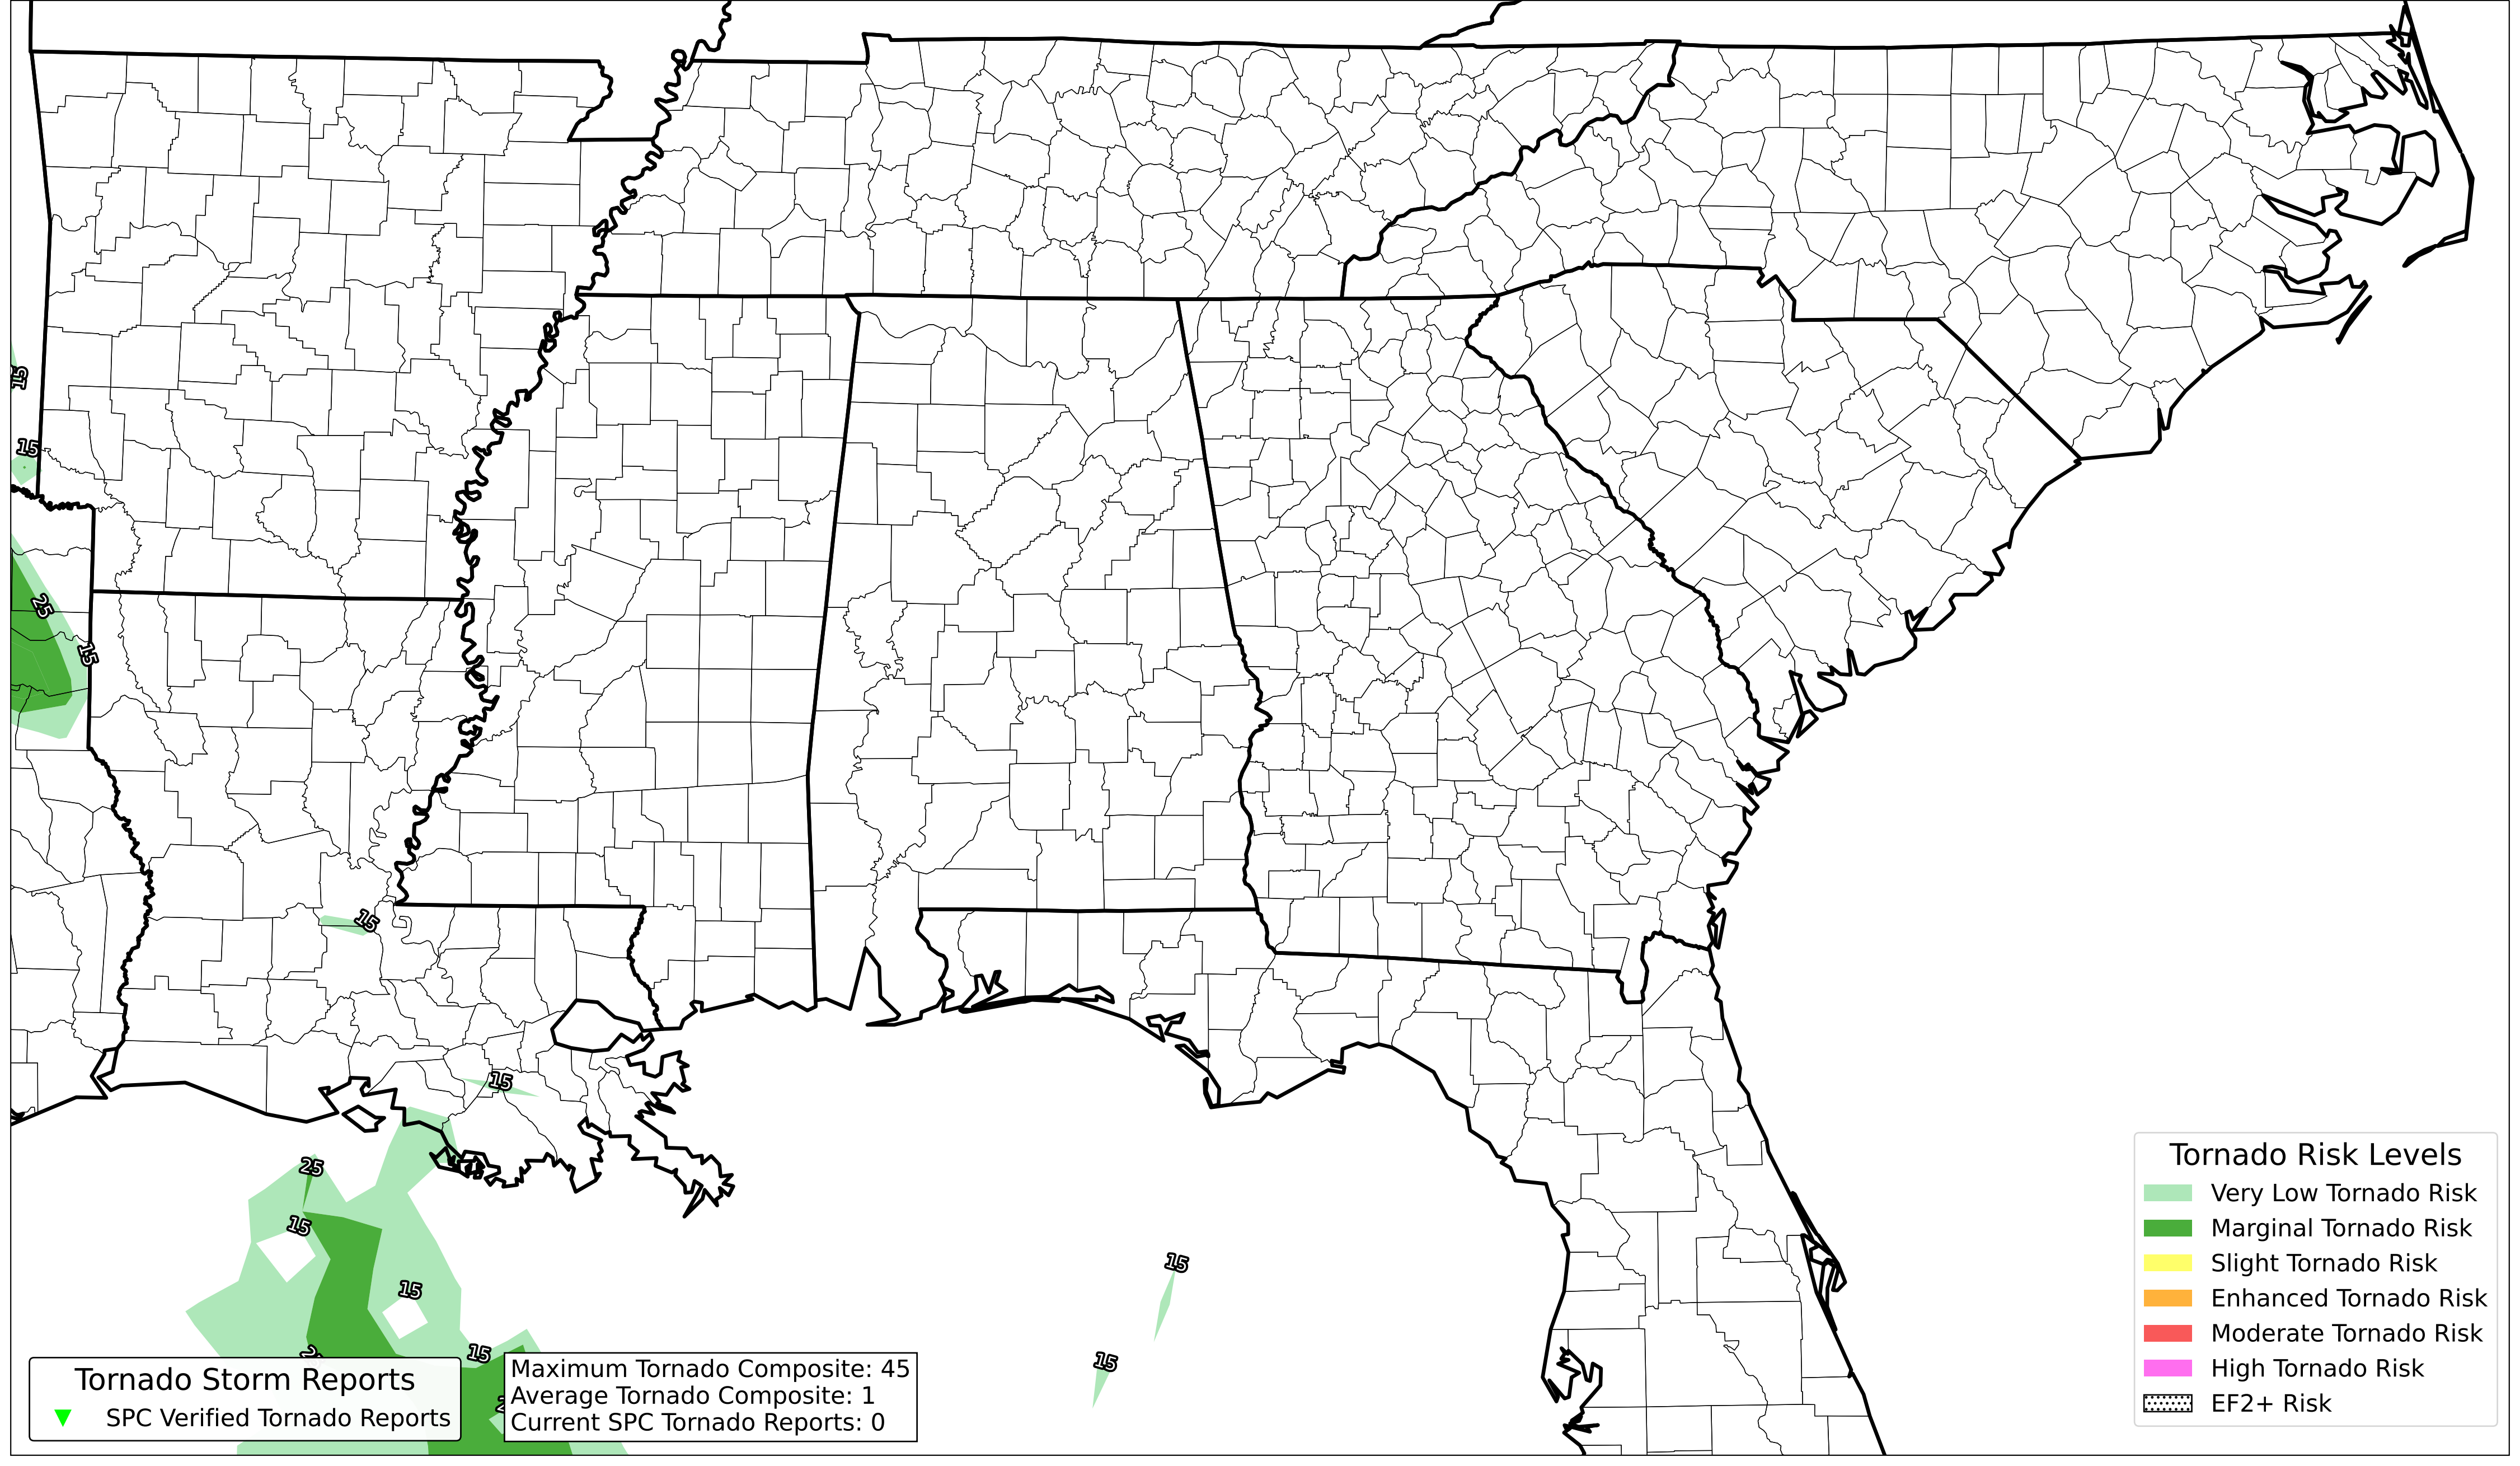 15
15
25
15
15
15
25
15
15
15
15
15
Tornado Storm Reports
SPC Verified Tornado Reports
Maximum Tornado Composite: 45
Average Tornado Composite: 1
Current SPC Tornado Reports: 0
Tornado Risk Levels
Very Low Tornado Risk
Marginal Tornado Risk
Slight Tornado Risk
Enhanced Tornado Risk
Moderate Tornado Risk
High Tornado Risk
EF2+ Risk